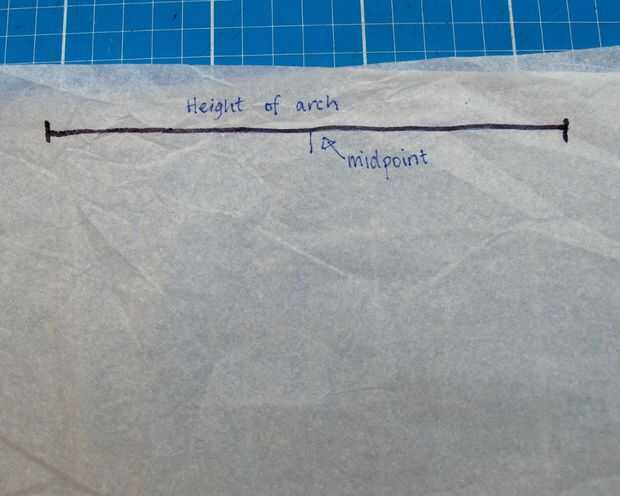 Height of arch
midpoint